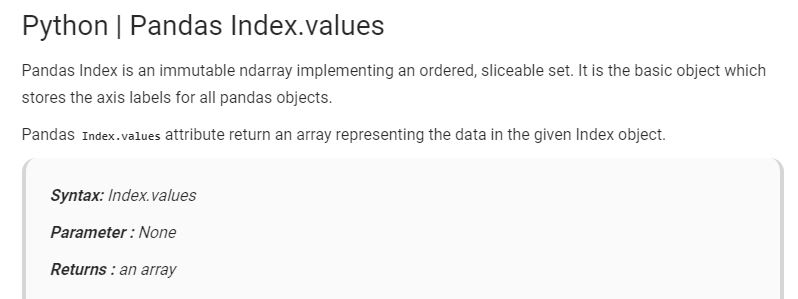 Python | Pandas Index.values
Pandas Index is an immutable ndarray implementing an ordered, sliceable set. It is the basic object which
stores the axis labels for all pandas objects.
Pandas Index.values attribute return an array representing the data in the given Index object.
Syntax: Index.values
Parameter : None
Returns : an array